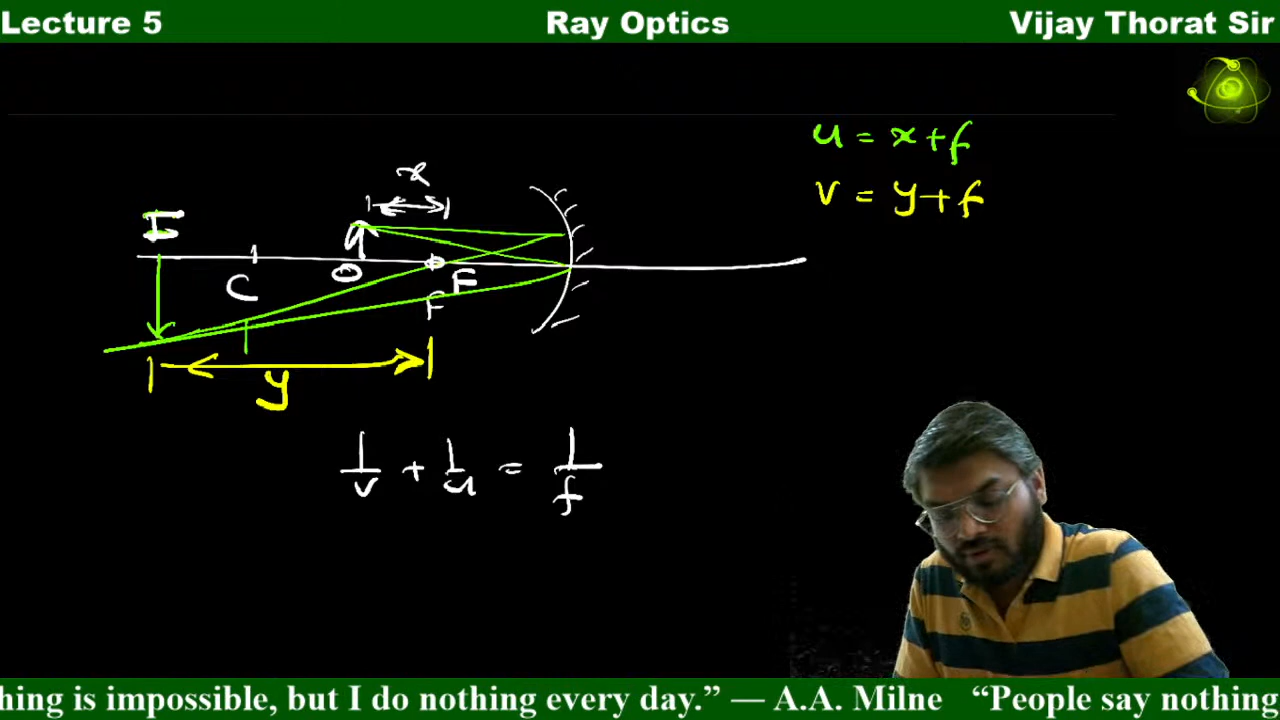 Lecture 5 Ray Optics Vijay Thorat Sir
u = x + f
v = y + f
x
I
C O F
F
y
1/v + 1/u = 1/f
hing is impossible, but I do nothing every day.” — A.A. Milne “People say nothing